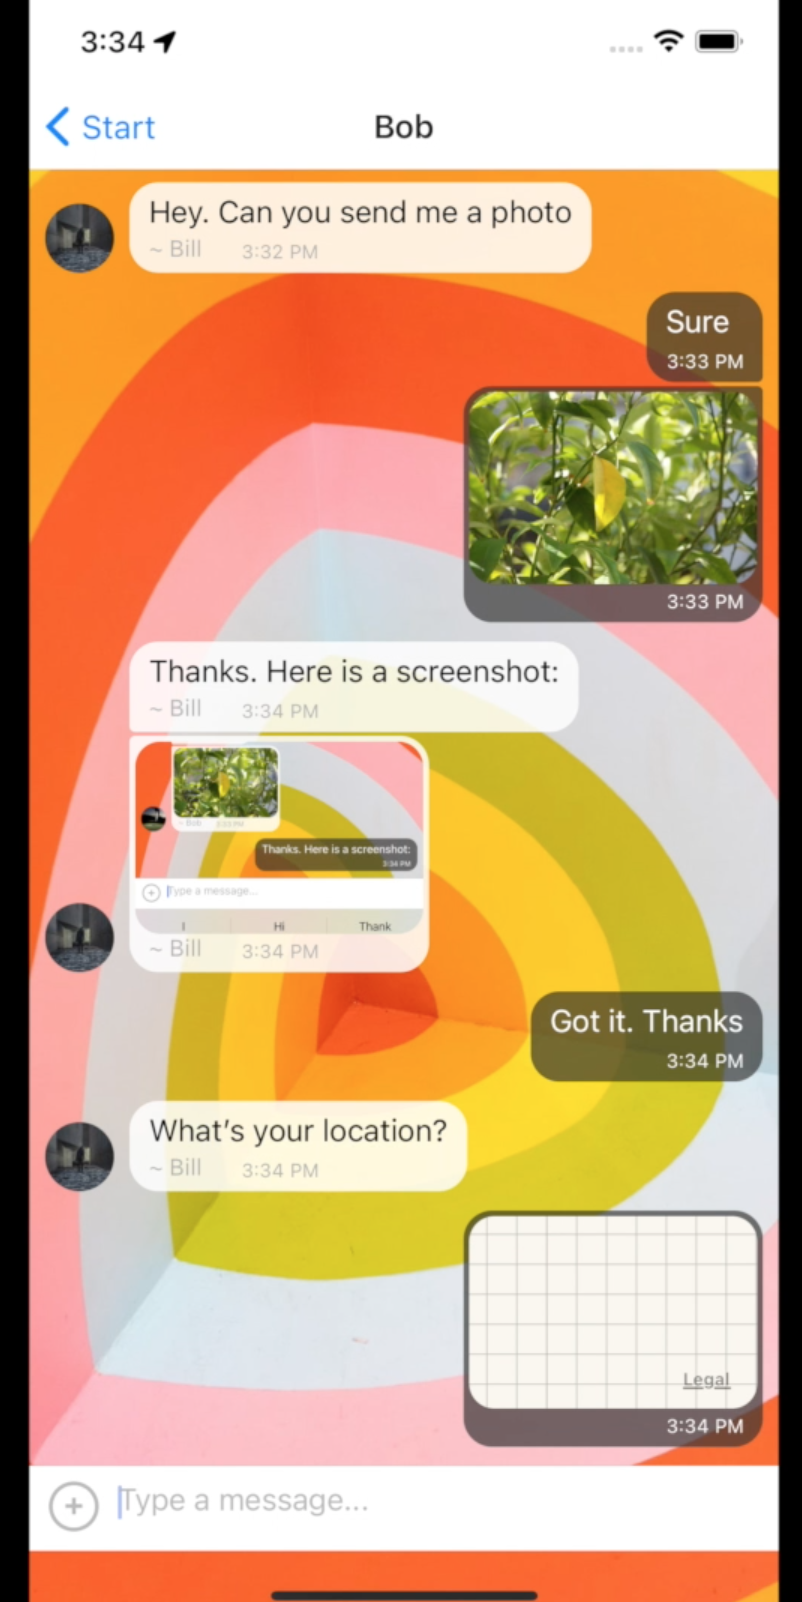 3:34
Start
Bob
Hey. Can you send me a photo
~ Bill 3:32 PM
Sure
3:33 PM
3:33 PM
Thanks. Here is a screenshot:
~ Bill 3:34 PM
~ Bob 3:33 PM
Thanks. Here is a screenshot:
3:34 PM
Type a message...
I Hi Thank
~ Bill 3:34 PM
Got it. Thanks
3:34 PM
What's your location?
~ Bill 3:34 PM
Legal
3:34 PM
Type a message...